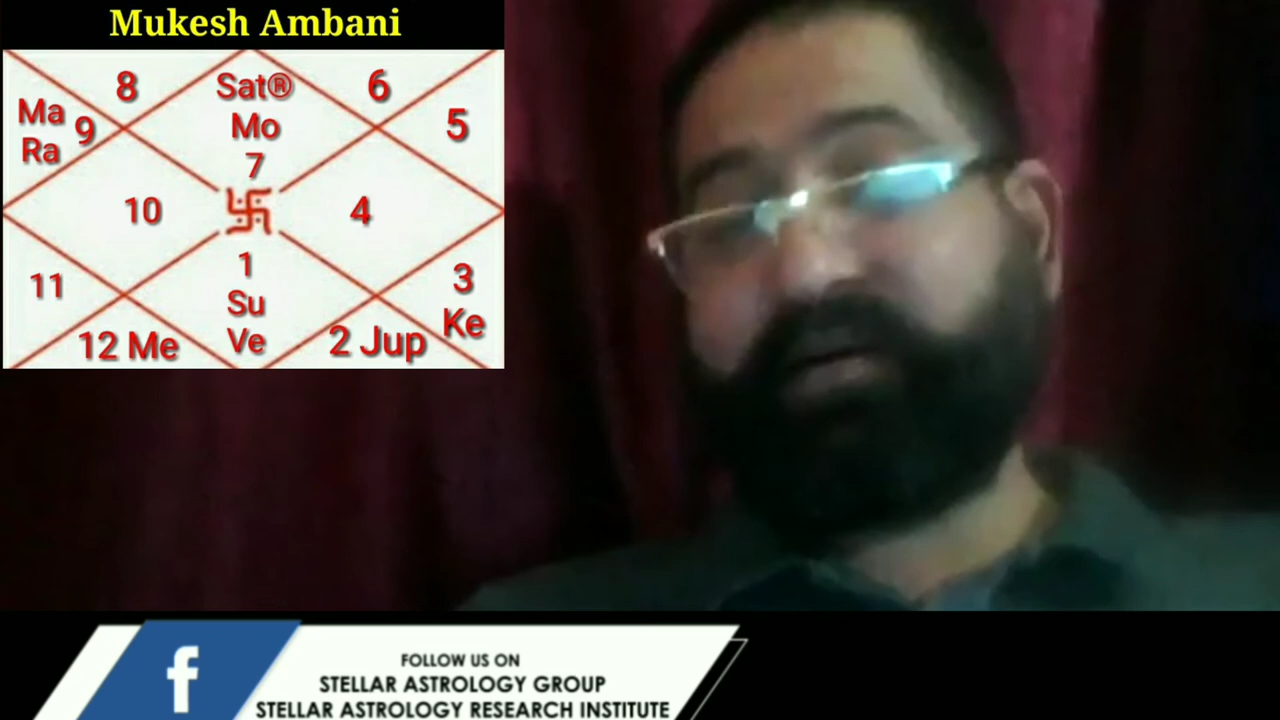 Mukesh Ambani
8
Sat®
6
Ma
9
Mo
5
Ra
7
10
4
1
11
Su
3
12 Me
Ve
2 Jup
Ke
f
FOLLOW US ON
STELLAR ASTROLOGY GROUP
STELLAR ASTROLOGY RESEARCH INSTITUTE